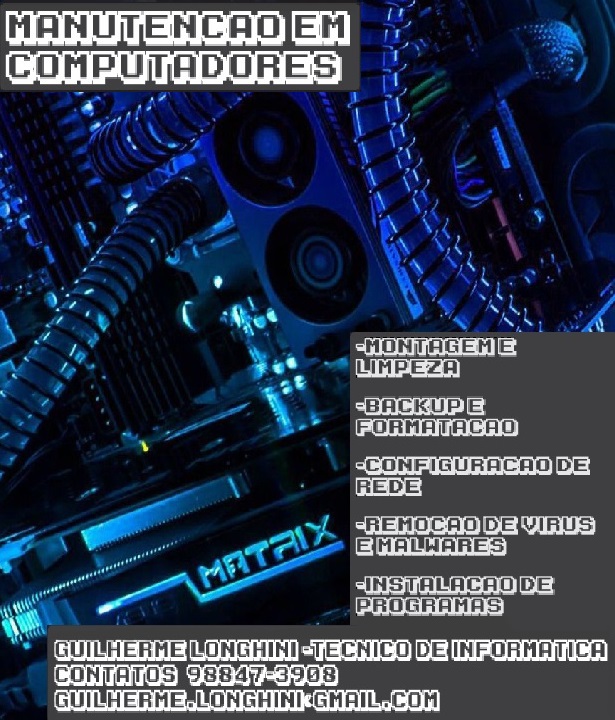 MANUTENCAO EM
COMPUTADORES
-MONTAGEM E
LIMPEZA
-BACKUP E
FORMATACAO
-CONFIGURACAO DE
REDE
-REMOCAO DE VIRUS
E MALWARES
-INSTALACAO DE
PROGRAMAS
MATRIX
GUILHERME LONGHINI -TECNICO DE INFORMATICA
CONTATOS 98847-3908
GUILHERME.LONGHINI@GMAIL.COM